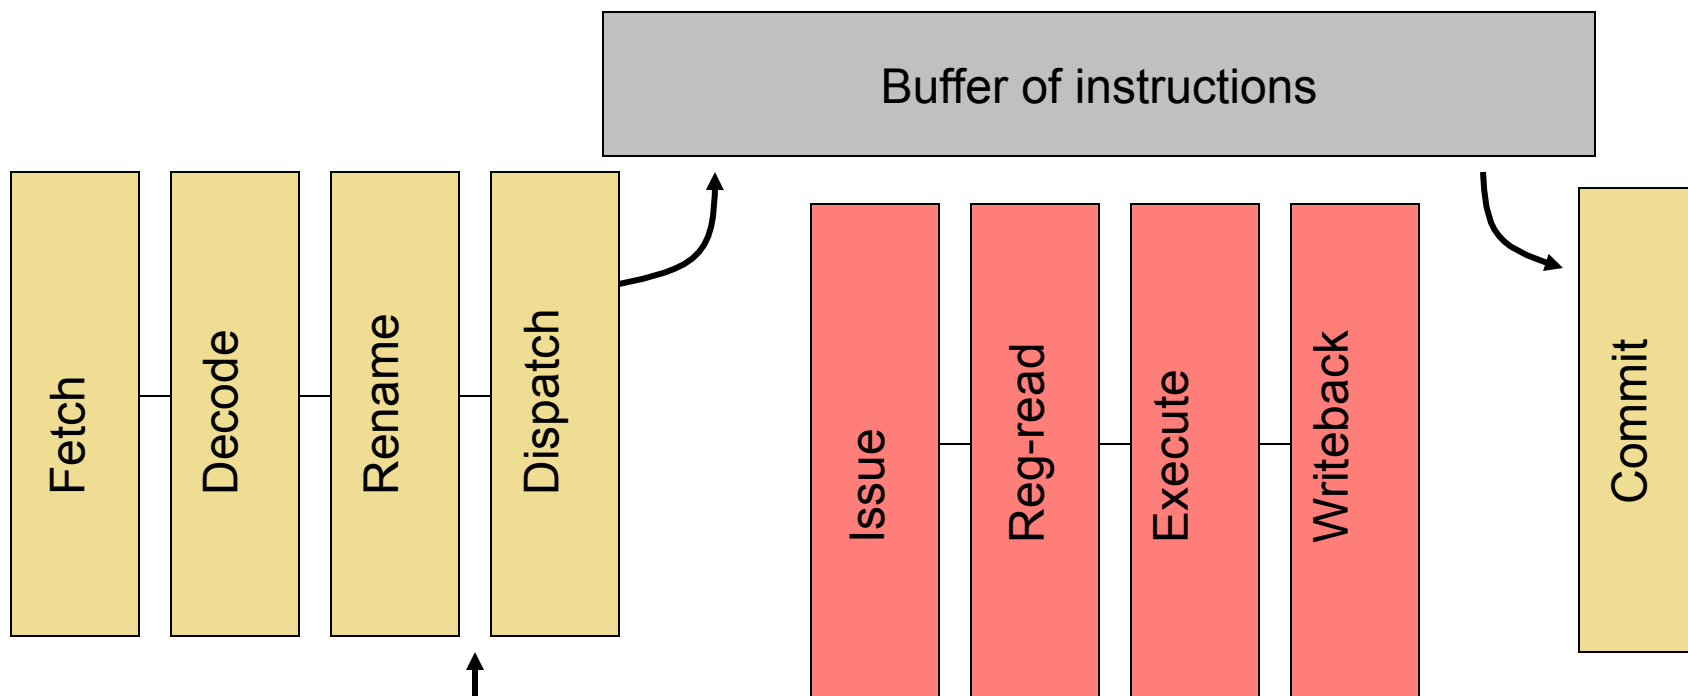 Buffer of instructions
Fetch
Decode
Rename
Dispatch
Issue
Reg-read
Execute
Writeback
Commit